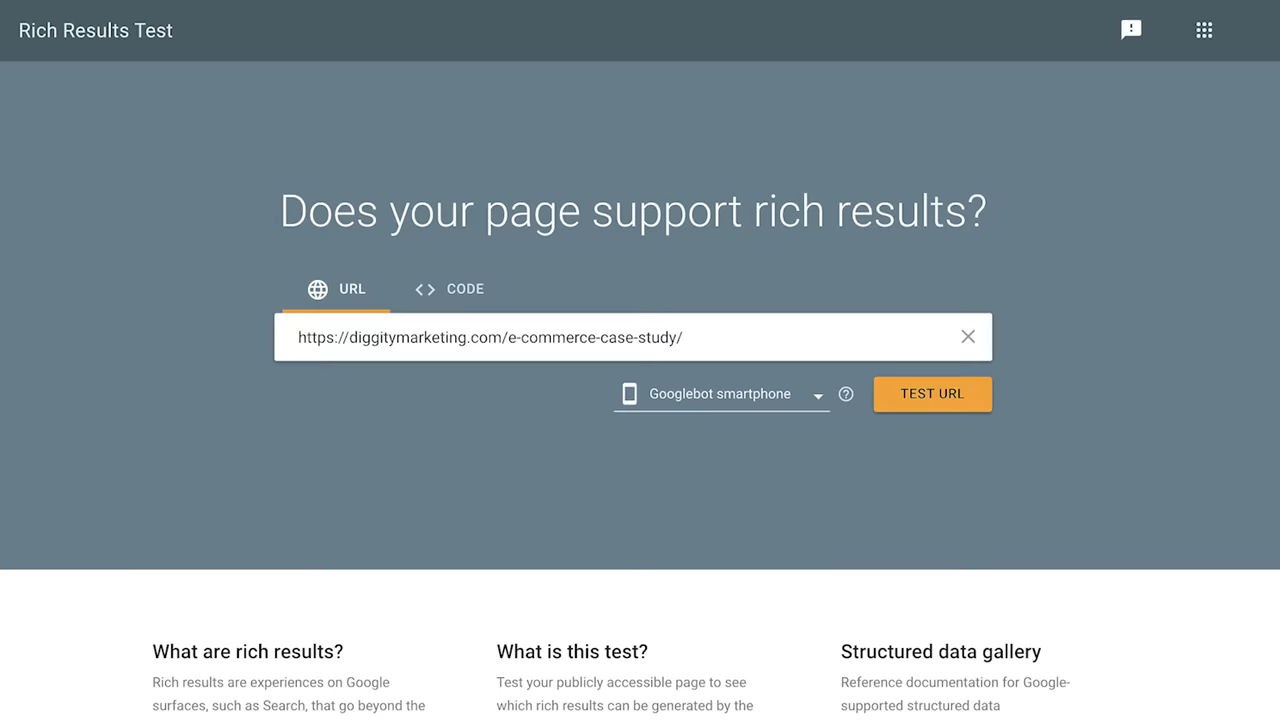 Rich Results Test
Does your page support rich results?
URL
CODE
https://diggitymarketing.com/e-commerce-case-study/
Googlebot smartphone
TEST URL
What are rich results?
Rich results are experiences on Google
surfaces, such as Search, that go beyond the
What is this test?
Test your publicly accessible page to see
which rich results can be generated by the
Structured data gallery
Reference documentation for Google-
supported structured data